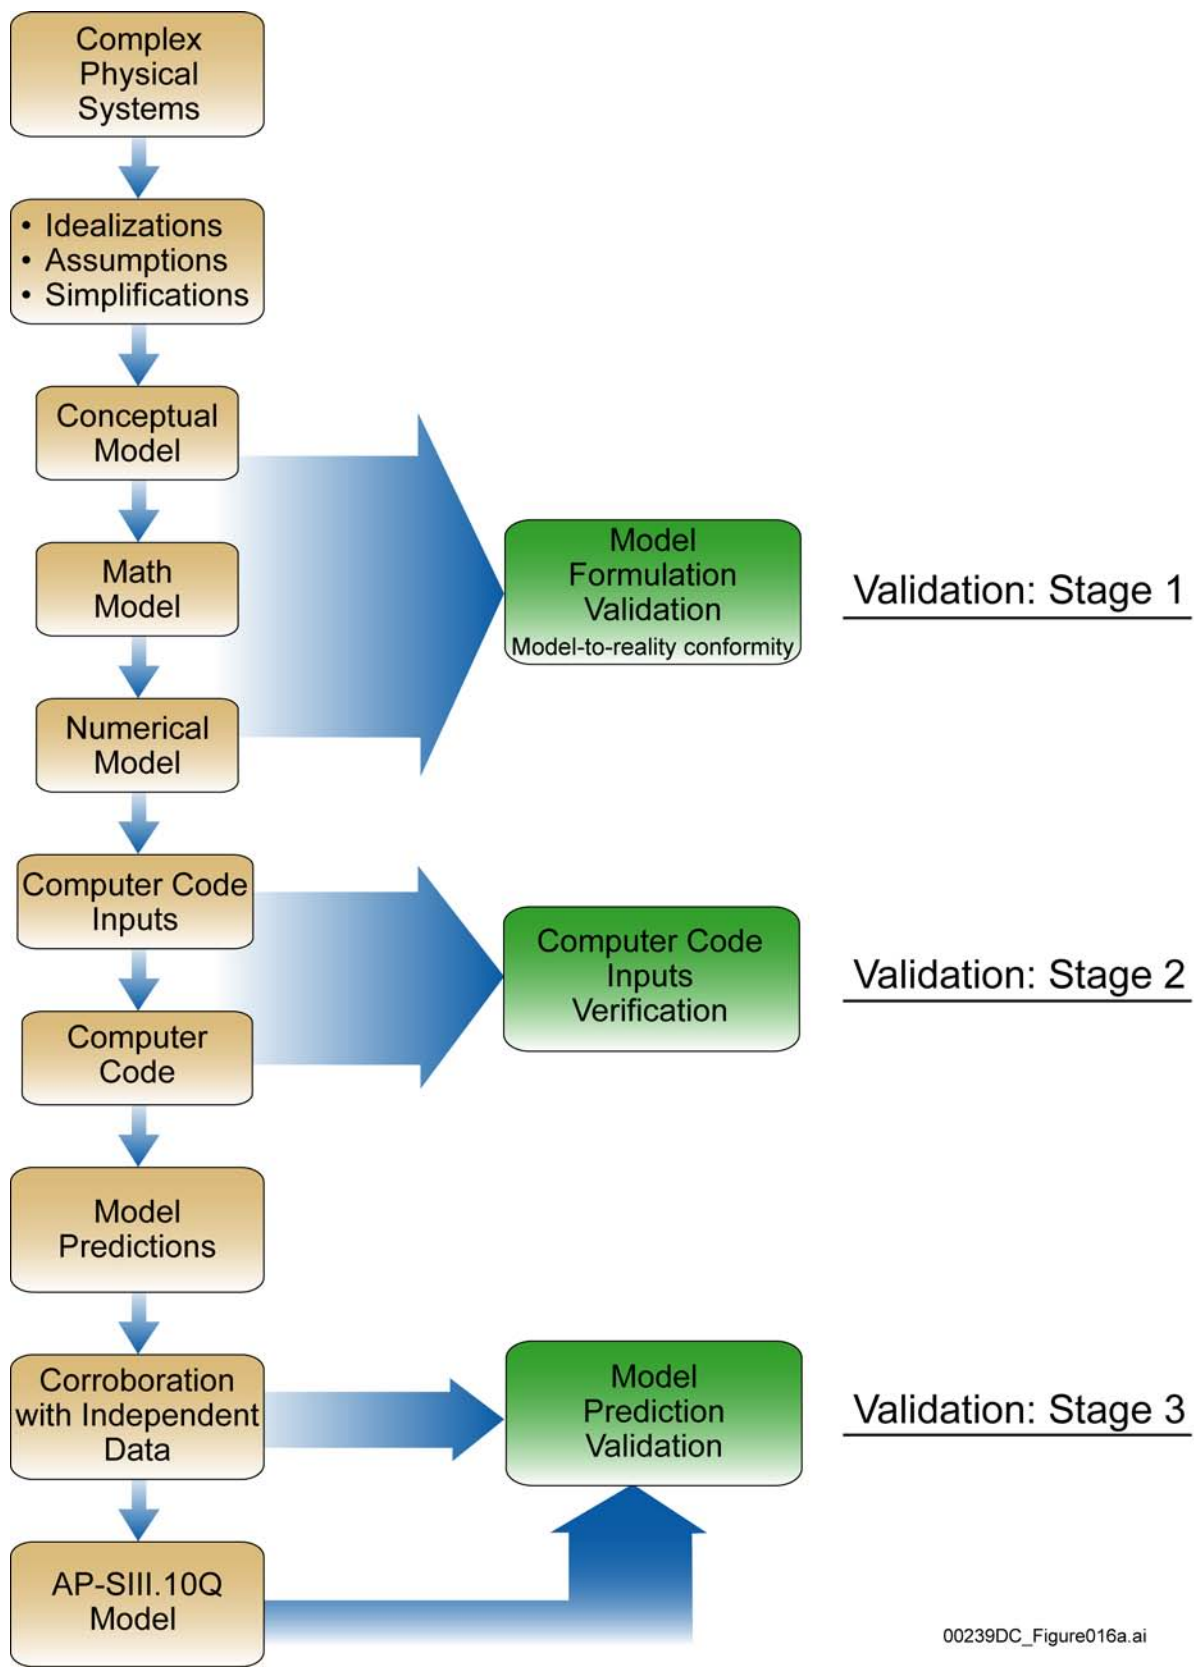 Complex
Physical
Systems
• Idealizations
• Assumptions
• Simplifications
Conceptual
Model
Math
Model
Numerical
Model
Model
Formulation
Validation
Model-to-reality conformity
Validation: Stage 1
Computer Code
Inputs
Computer
Code
Computer Code
Inputs
Verification
Validation: Stage 2
Model
Predictions
Corroboration
with Independent
Data
Model
Prediction
Validation
Validation: Stage 3
AP-SIII.10Q
Model
00239DC_Figure016a.ai